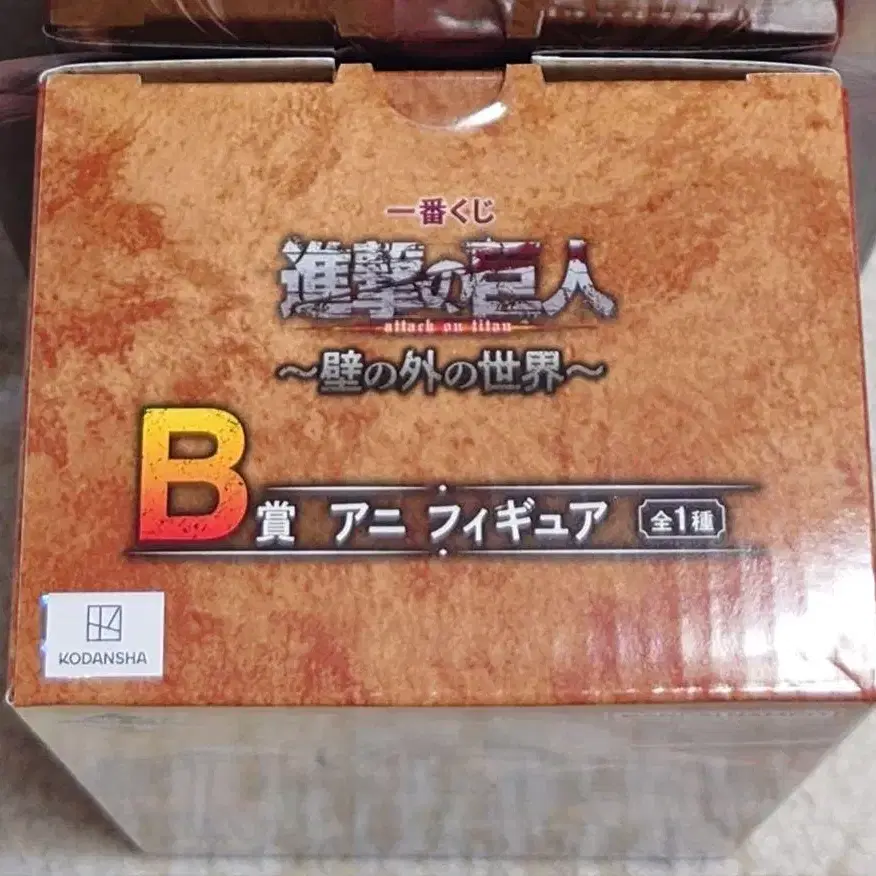 一番くじ
進撃の巨人
attack on titan
～壁の外の世界～
B賞 アニ フィギュア 全1種
KODANSHA